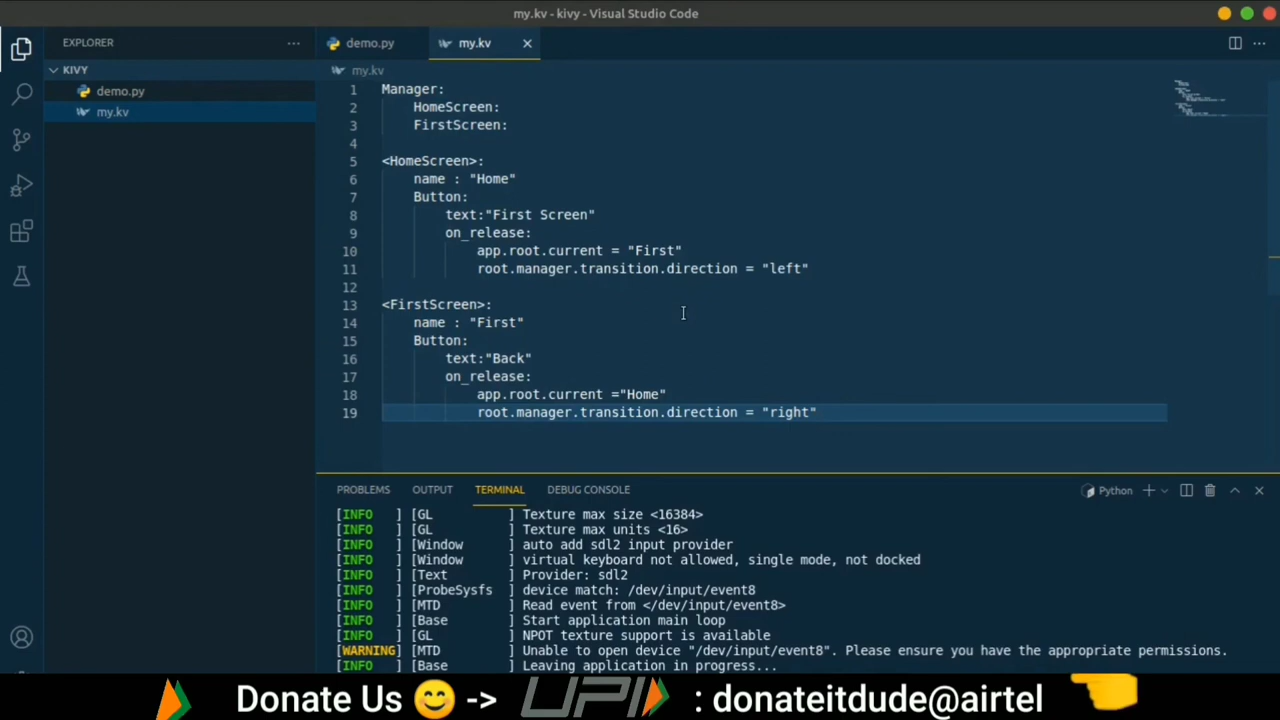 my.kv - kivy - Visual Studio Code
EXPLORER
demo.py
my.kv
KIVY
my.kv
demo.py
my.kv
1 Manager:
2 HomeScreen:
3 FirstScreen:
4
5 <HomeScreen>:
6 name : "Home"
7 Button:
8 text:"First Screen"
9 on_release:
10 app.root.current = "First"
11 root.manager.transition.direction = "left"
12
13 <FirstScreen>:
14 name : "First"
15 Button:
16 text:"Back"
17 on_release:
18 app.root.current ="Home"
19 root.manager.transition.direction = "right"
PROBLEMS OUTPUT TERMINAL DEBUG CONSOLE Python
[INFO   ] [GL          ] Texture max size <16384>
[INFO   ] [GL          ] Texture max units <16>
[INFO   ] [Window      ] auto add sdl2 input provider
[INFO   ] [Window      ] virtual keyboard not allowed, single mode, not docked
[INFO   ] [Text        ] Provider: sdl2
[INFO   ] [ProbeSysfs  ] device match: /dev/input/event8
[INFO   ] [MTD         ] Read event from </dev/input/event8>
[INFO   ] [Base        ] Start application main loop
[INFO   ] [GL          ] NPOT texture support is available
[WARNING] [MTD         ] Unable to open device "/dev/input/event8". Please ensure you have the appropriate permissions.
[INFO   ] [Base        ] Leaving application in progress...
Donate Us 😊 -> UPI : donateitdude@airtel